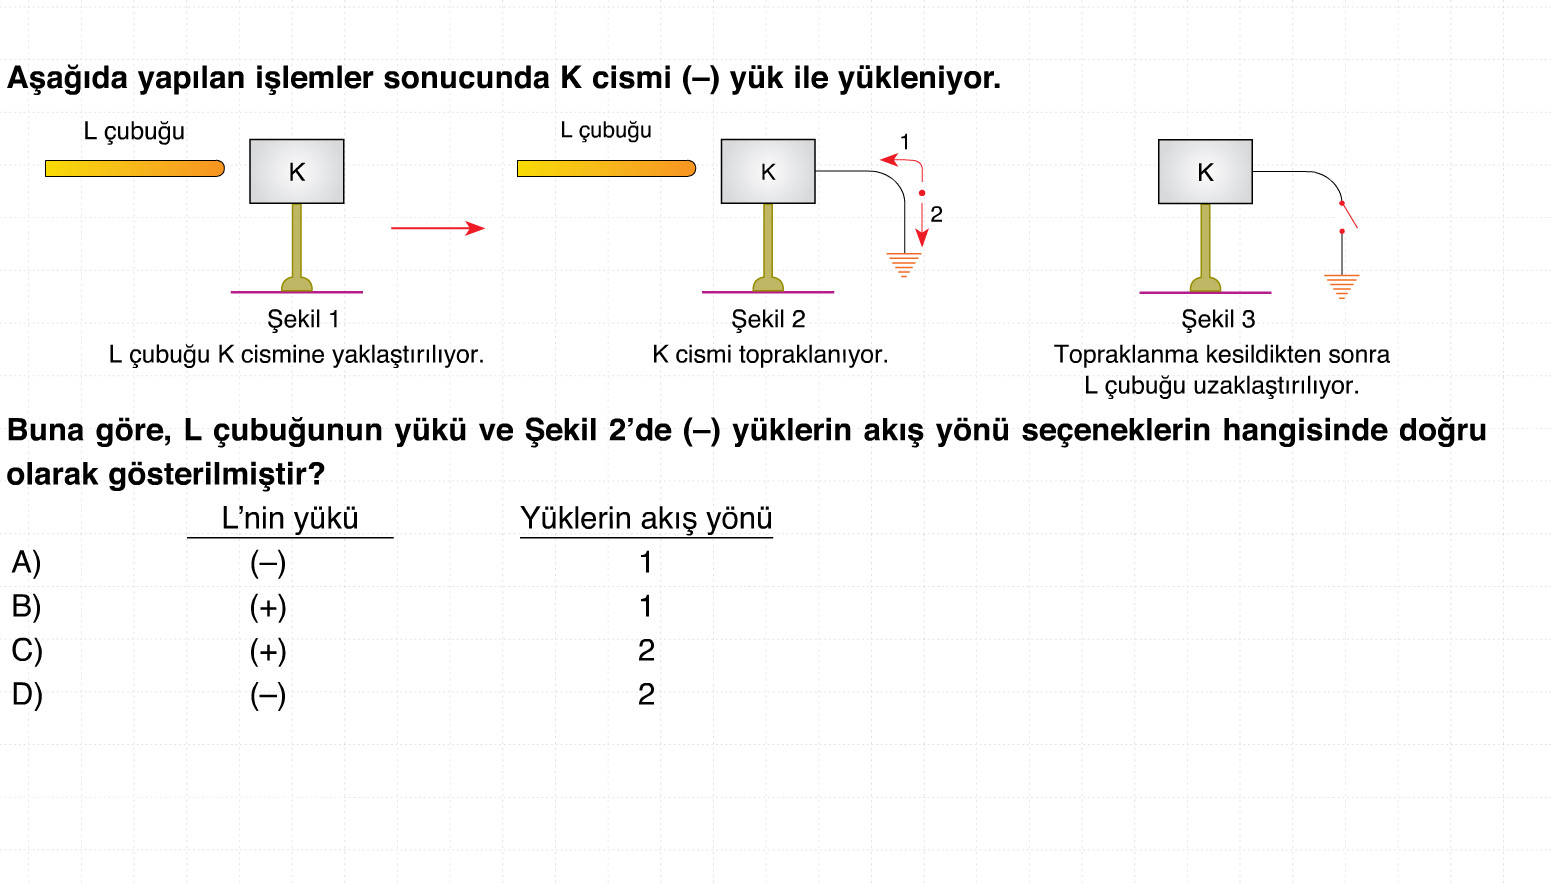 Aşağıda yapılan işlemler sonucunda K cismi (–) yük ile yükleniyor.
L çubuğu
K
L çubuğu
K
1
2
K
Şekil 1
Şekil 2
Şekil 3
L çubuğu K cismine yaklaştırılıyor.
K cismi topraklanıyor.
Topraklanma kesildikten sonra
L çubuğu uzaklaştırılıyor.
Buna göre, L çubuğunun yükü ve Şekil 2’de (–) yüklerin akış yönü seçeneklerin hangisinde doğru
olarak gösterilmiştir?
L’nin yükü Yüklerin akış yönü
A) (–) 1
B) (+) 1
C) (+) 2
D) (–) 2